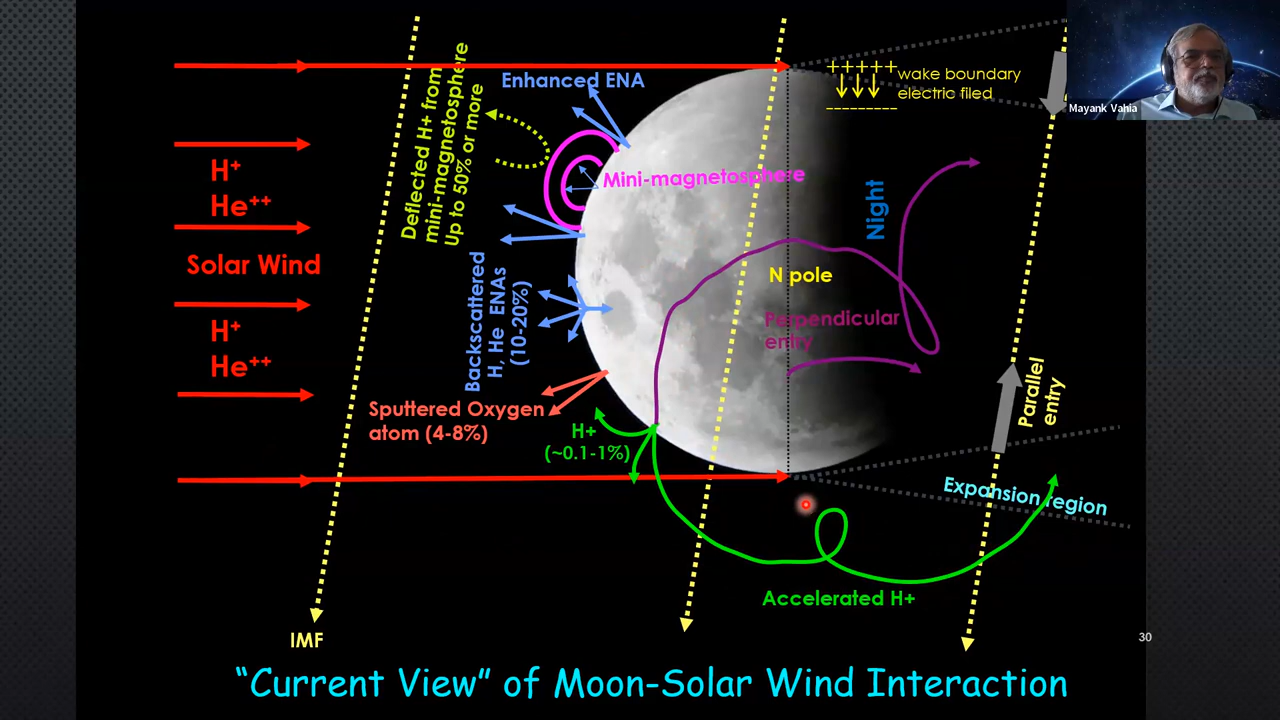 Enhanced ENA
+++++
---------
wake boundary
electric filed
Mayank Vahia
Deflected H+ from
mini-magnetosphere
Up to 50% or more
H+
He++
Mini-magnetosphere
Night
Solar Wind
N pole
Backscattered
H, He ENAs
(10-20%)
Perpendicular
entry
H+
He++
Parallel
entry
Sputtered Oxygen
atom (4-8%)
H+
(~0.1-1%)
Expansion region
Accelerated H+
IMF
30
“Current View” of Moon-Solar Wind Interaction